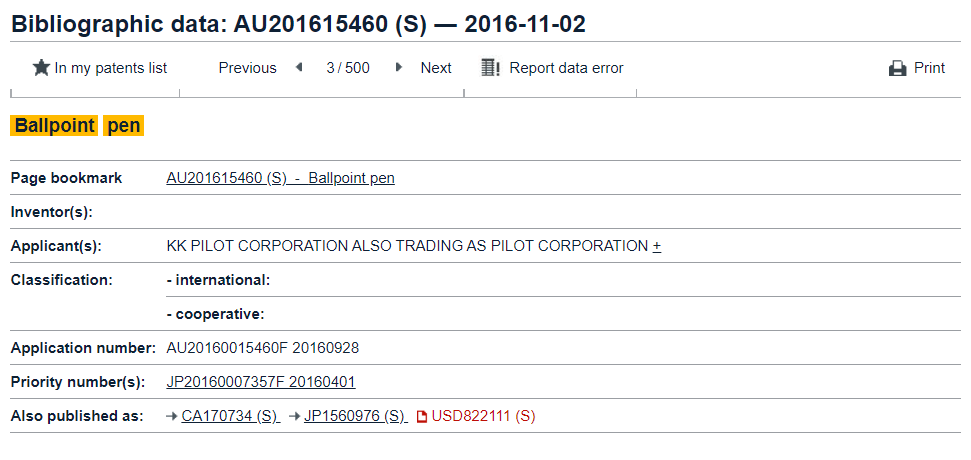 Bibliographic data: AU201615460 (S) — 2016-11-02
In my patents list Previous 3 / 500 Next Report data error Print
Ballpoint pen
Page bookmark AU201615460 (S) - Ballpoint pen
Inventor(s):
Applicant(s): KK PILOT CORPORATION ALSO TRADING AS PILOT CORPORATION +
Classification: - international:
- cooperative:
Application number: AU20160015460F 20160928
Priority number(s): JP20160007357F 20160401
Also published as: CA170734 (S) JP1560976 (S) USD822111 (S)